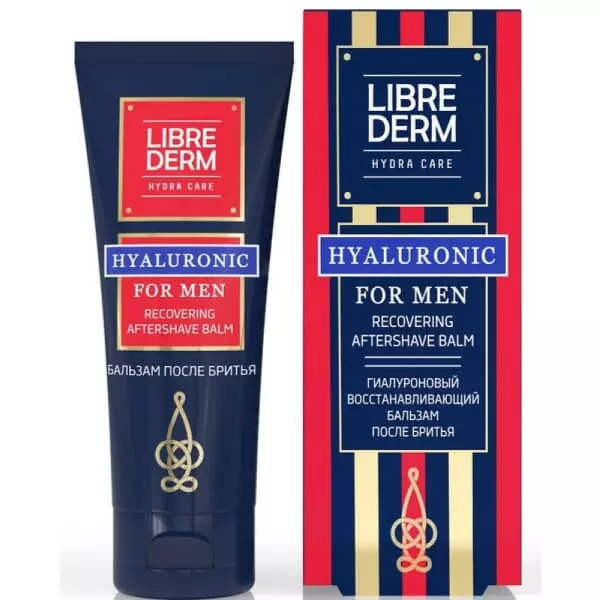 LIBRE
DERM
HYDRA CARE
HYALURONIC
FOR MEN
RECOVERING
AFTERSHAVE BALM
БАЛЬЗАМ ПОСЛЕ БРИТЬЯ
LIBRE
DERM
HYDRA CARE
HYALURONIC
FOR MEN
RECOVERING
AFTERSHAVE BALM
ГИАЛУРОНОВЫЙ
ВОССТАНАВЛИВАЮЩИЙ
БАЛЬЗАМ
ПОСЛЕ БРИТЬЯ